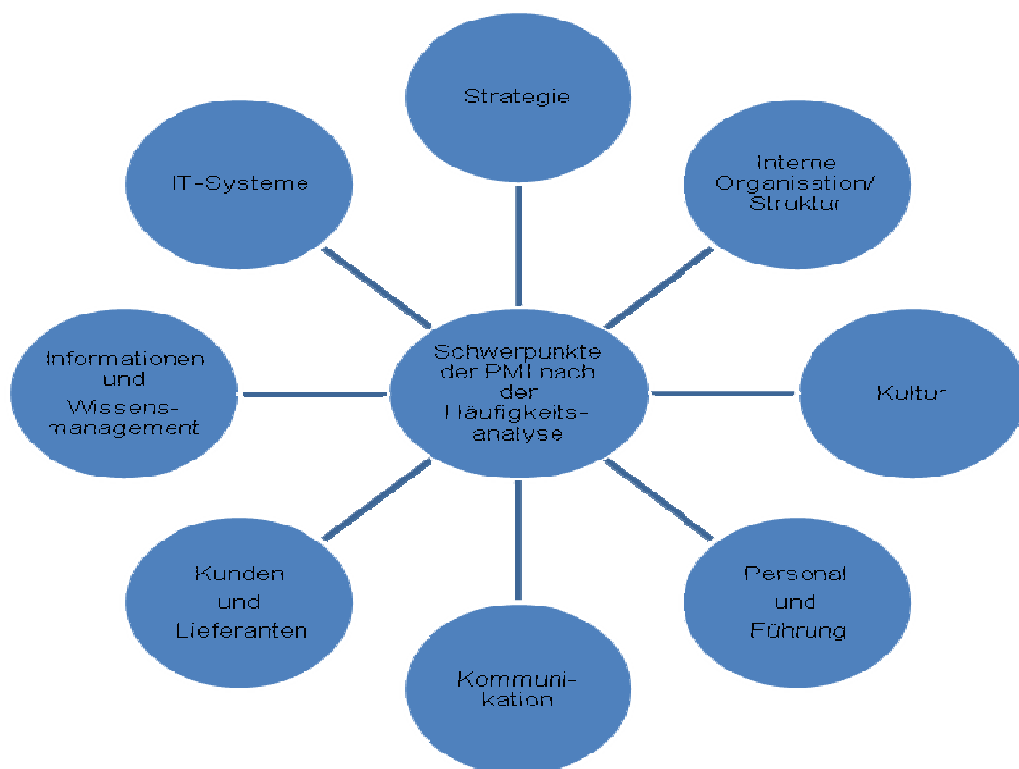 Strategie
Interne
Organisation/
Struktur
Kultur
Personal
und
Führung
Kommuni-
kation
Kunden
und
Lieferanten
Informationen
und
Wissens-
management
IT-Systeme
Schwerpunkte
der PMI nach
der
Häufigkeits-
analyse